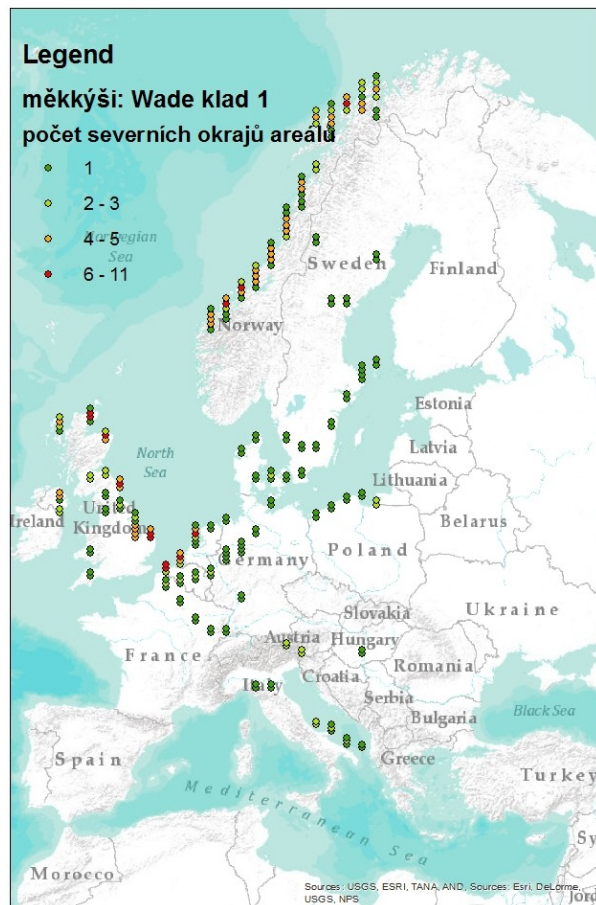 Legend
měkkýši: Wade klad 1
počet severních okrajů areálu
1
2 - 3
4 - 5
6 - 11
Norwegian
Sea
Sweden
Finland
Norway
Estonia
North
Sea
Latvia
Lithuania
Ireland
United
Kingdom
Belarus
Germany
Poland
Ukraine
Slovakia
Austria
Hungary
France
Romania
Croatia
Italy
Serbia
Black Sea
Bulgaria
Spain
Greece
Turkey
Mediterranean Sea
Sy
Morocco
Jord
Sources: USGS, ESRI, TANA, AND, Sources: Esri, DeLorme,
USGS, NPS